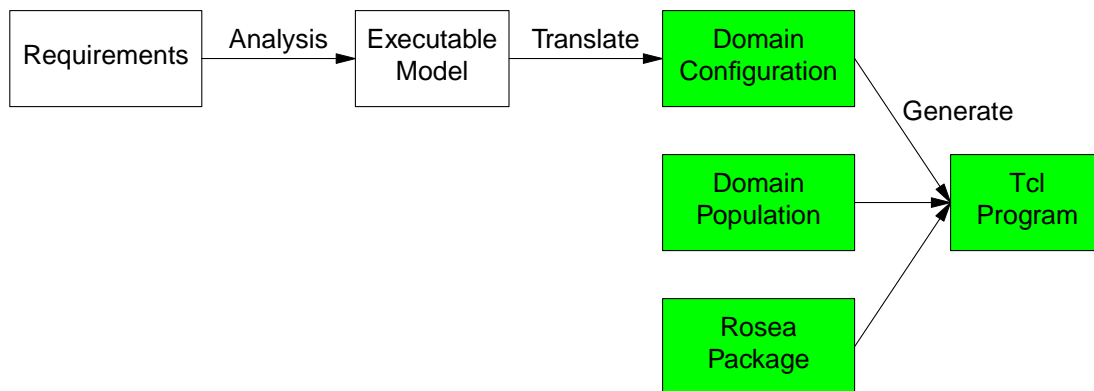 Requirements
Analysis
Executable
Model
Translate
Domain
Configuration
Generate
Domain
Population
Tcl
Program
Rosea
Package